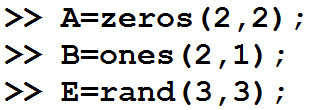 >> A=zeros(2,2);
>> B=ones(2,1);
>> E=rand(3,3);